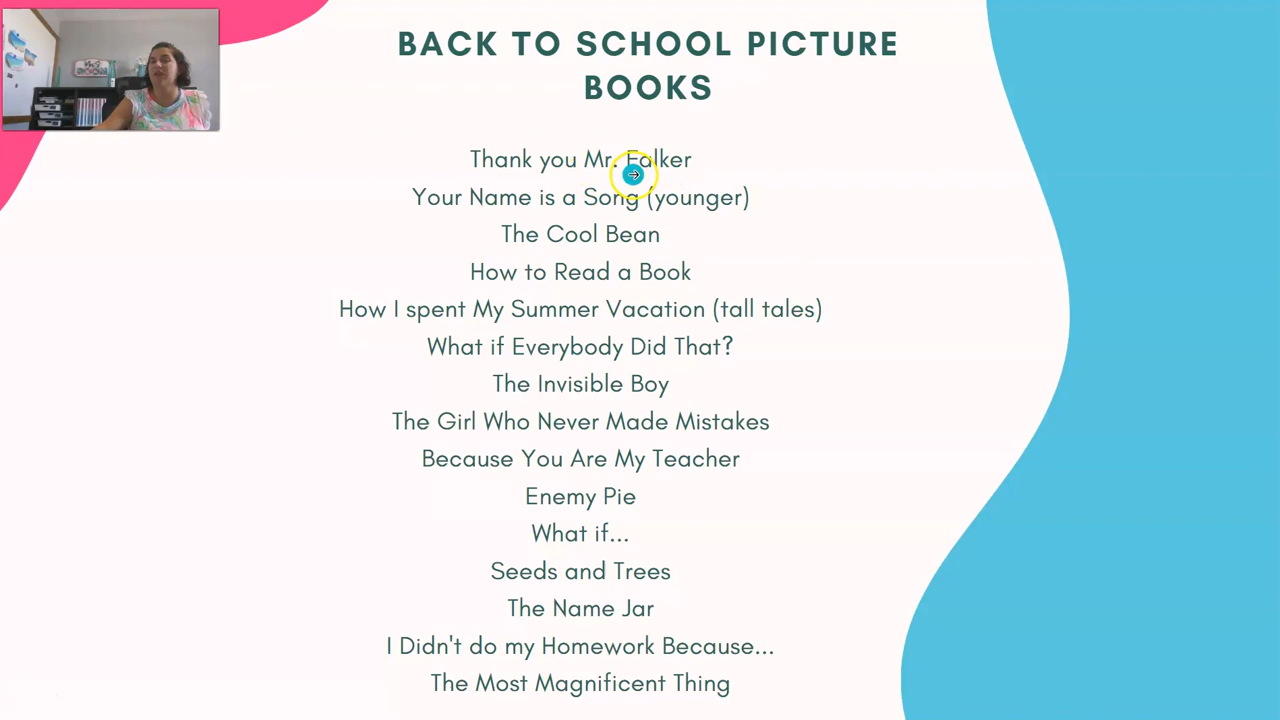 BACK TO SCHOOL PICTURE
BOOKS
Thank you Mr. Falker
Your Name is a Song (younger)
The Cool Bean
How to Read a Book
How I spent My Summer Vacation (tall tales)
What if Everybody Did That?
The Invisible Boy
The Girl Who Never Made Mistakes
Because You Are My Teacher
Enemy Pie
What if...
Seeds and Trees
The Name Jar
I Didn't do my Homework Because...
The Most Magnificent Thing